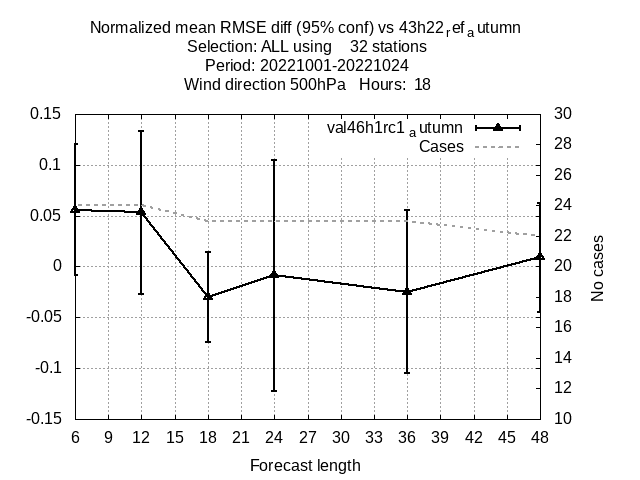 Normalized mean RMSE diff (95% conf) vs 43h22refautumn
Selection: ALL using 32 stations
Period: 20221001-20221024
Wind direction 500hPa Hours: 18
0.15
0.1
0.05
0
-0.05
-0.1
-0.15
30
28
26
24
22
20
18
16
14
12
10
val46h1rc1autumn
Cases
No cases
6 9 12 15 18 21 24 27 30 33 36 39 42 45 48
Forecast length